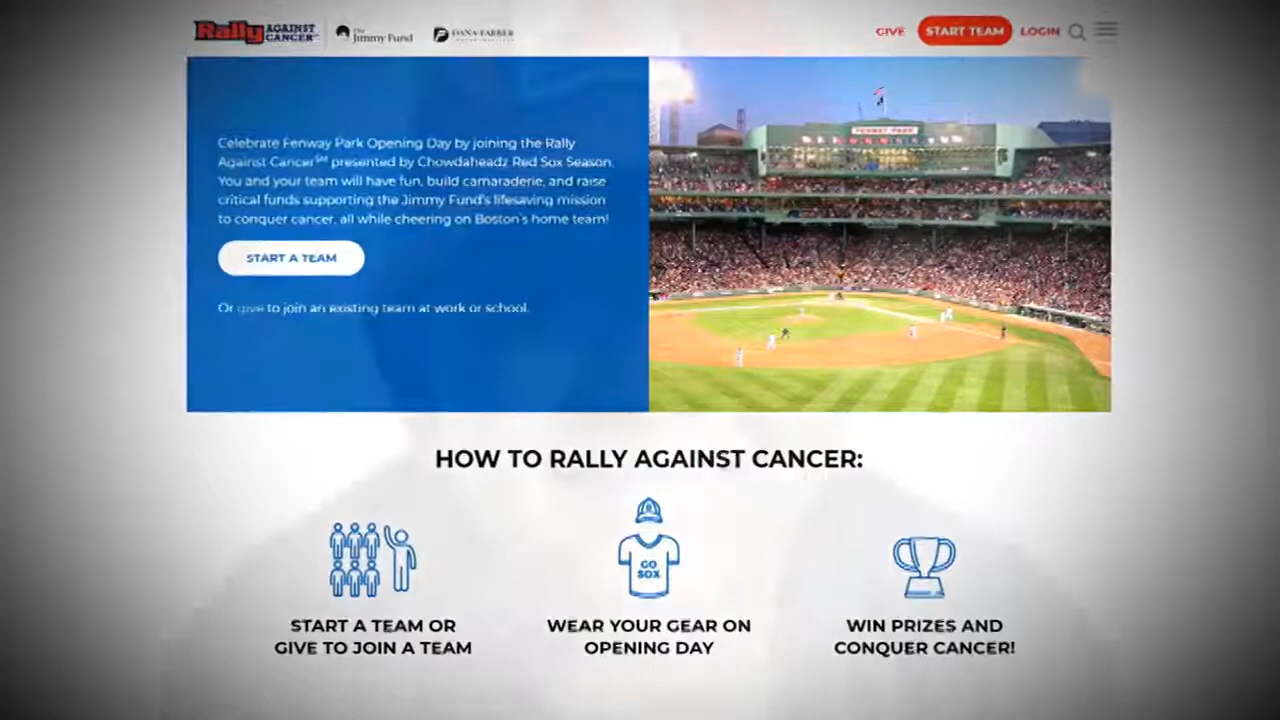 Rally AGAINST CANCER
The Jimmy Fund
DANA-FARBER
GIVE
START TEAM
LOGIN
Celebrate Fenway Park Opening Day by joining the Rally
Against Cancer℠ presented by Chowdaheadz Red Sox Season.
You and your team will have fun, build camaraderie, and raise
critical funds supporting the Jimmy Fund's lifesaving mission
to conquer cancer, all while cheering on Boston's home team!
START A TEAM
Or give to join an existing team at work or school.
FENWAY PARK
HOW TO RALLY AGAINST CANCER:
GO
SOX
START A TEAM OR
GIVE TO JOIN A TEAM
WEAR YOUR GEAR ON
OPENING DAY
WIN PRIZES AND
CONQUER CANCER!